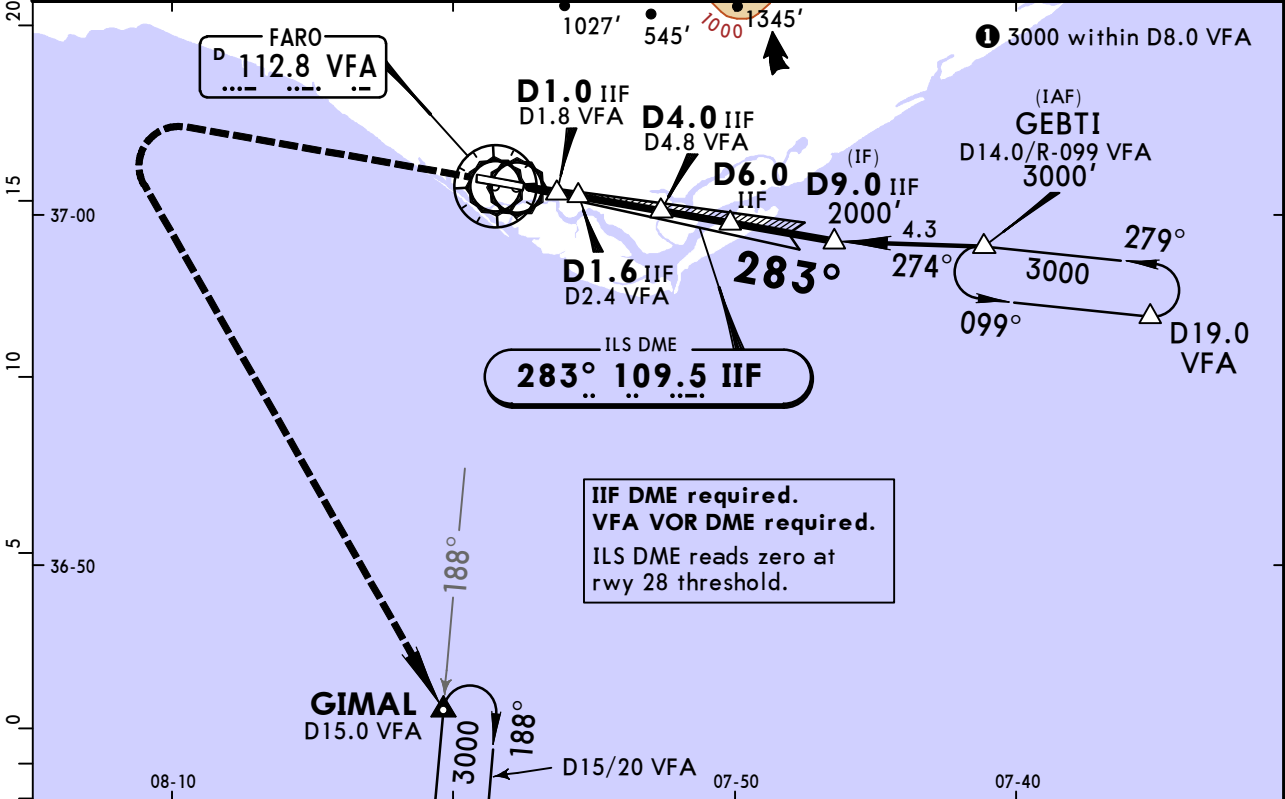 20
1027'
545'
1000
1345'
❶ 3000 within D8.0 VFA
FARO
D 112.8 VFA
D1.0 IIF
D1.8 VFA
D4.0 IIF
D4.8 VFA
D6.0
IIF
(IF)
D9.0 IIF
2000'
(IAF)
GEBTI
D14.0/R-099 VFA
3000'
15
37-00
4.3
274°
279°
3000
099°
D19.0
VFA
283°
D1.6 IIF
D2.4 VFA
ILS DME
283° 109.5 IIF
10
IIF DME required.
VFA VOR DME required.
ILS DME reads zero at
rwy 28 threshold.
5
36-50
188°
GIMAL
D15.0 VFA
0
3000
188°
D15/20 VFA
08-10
07-50
07-40